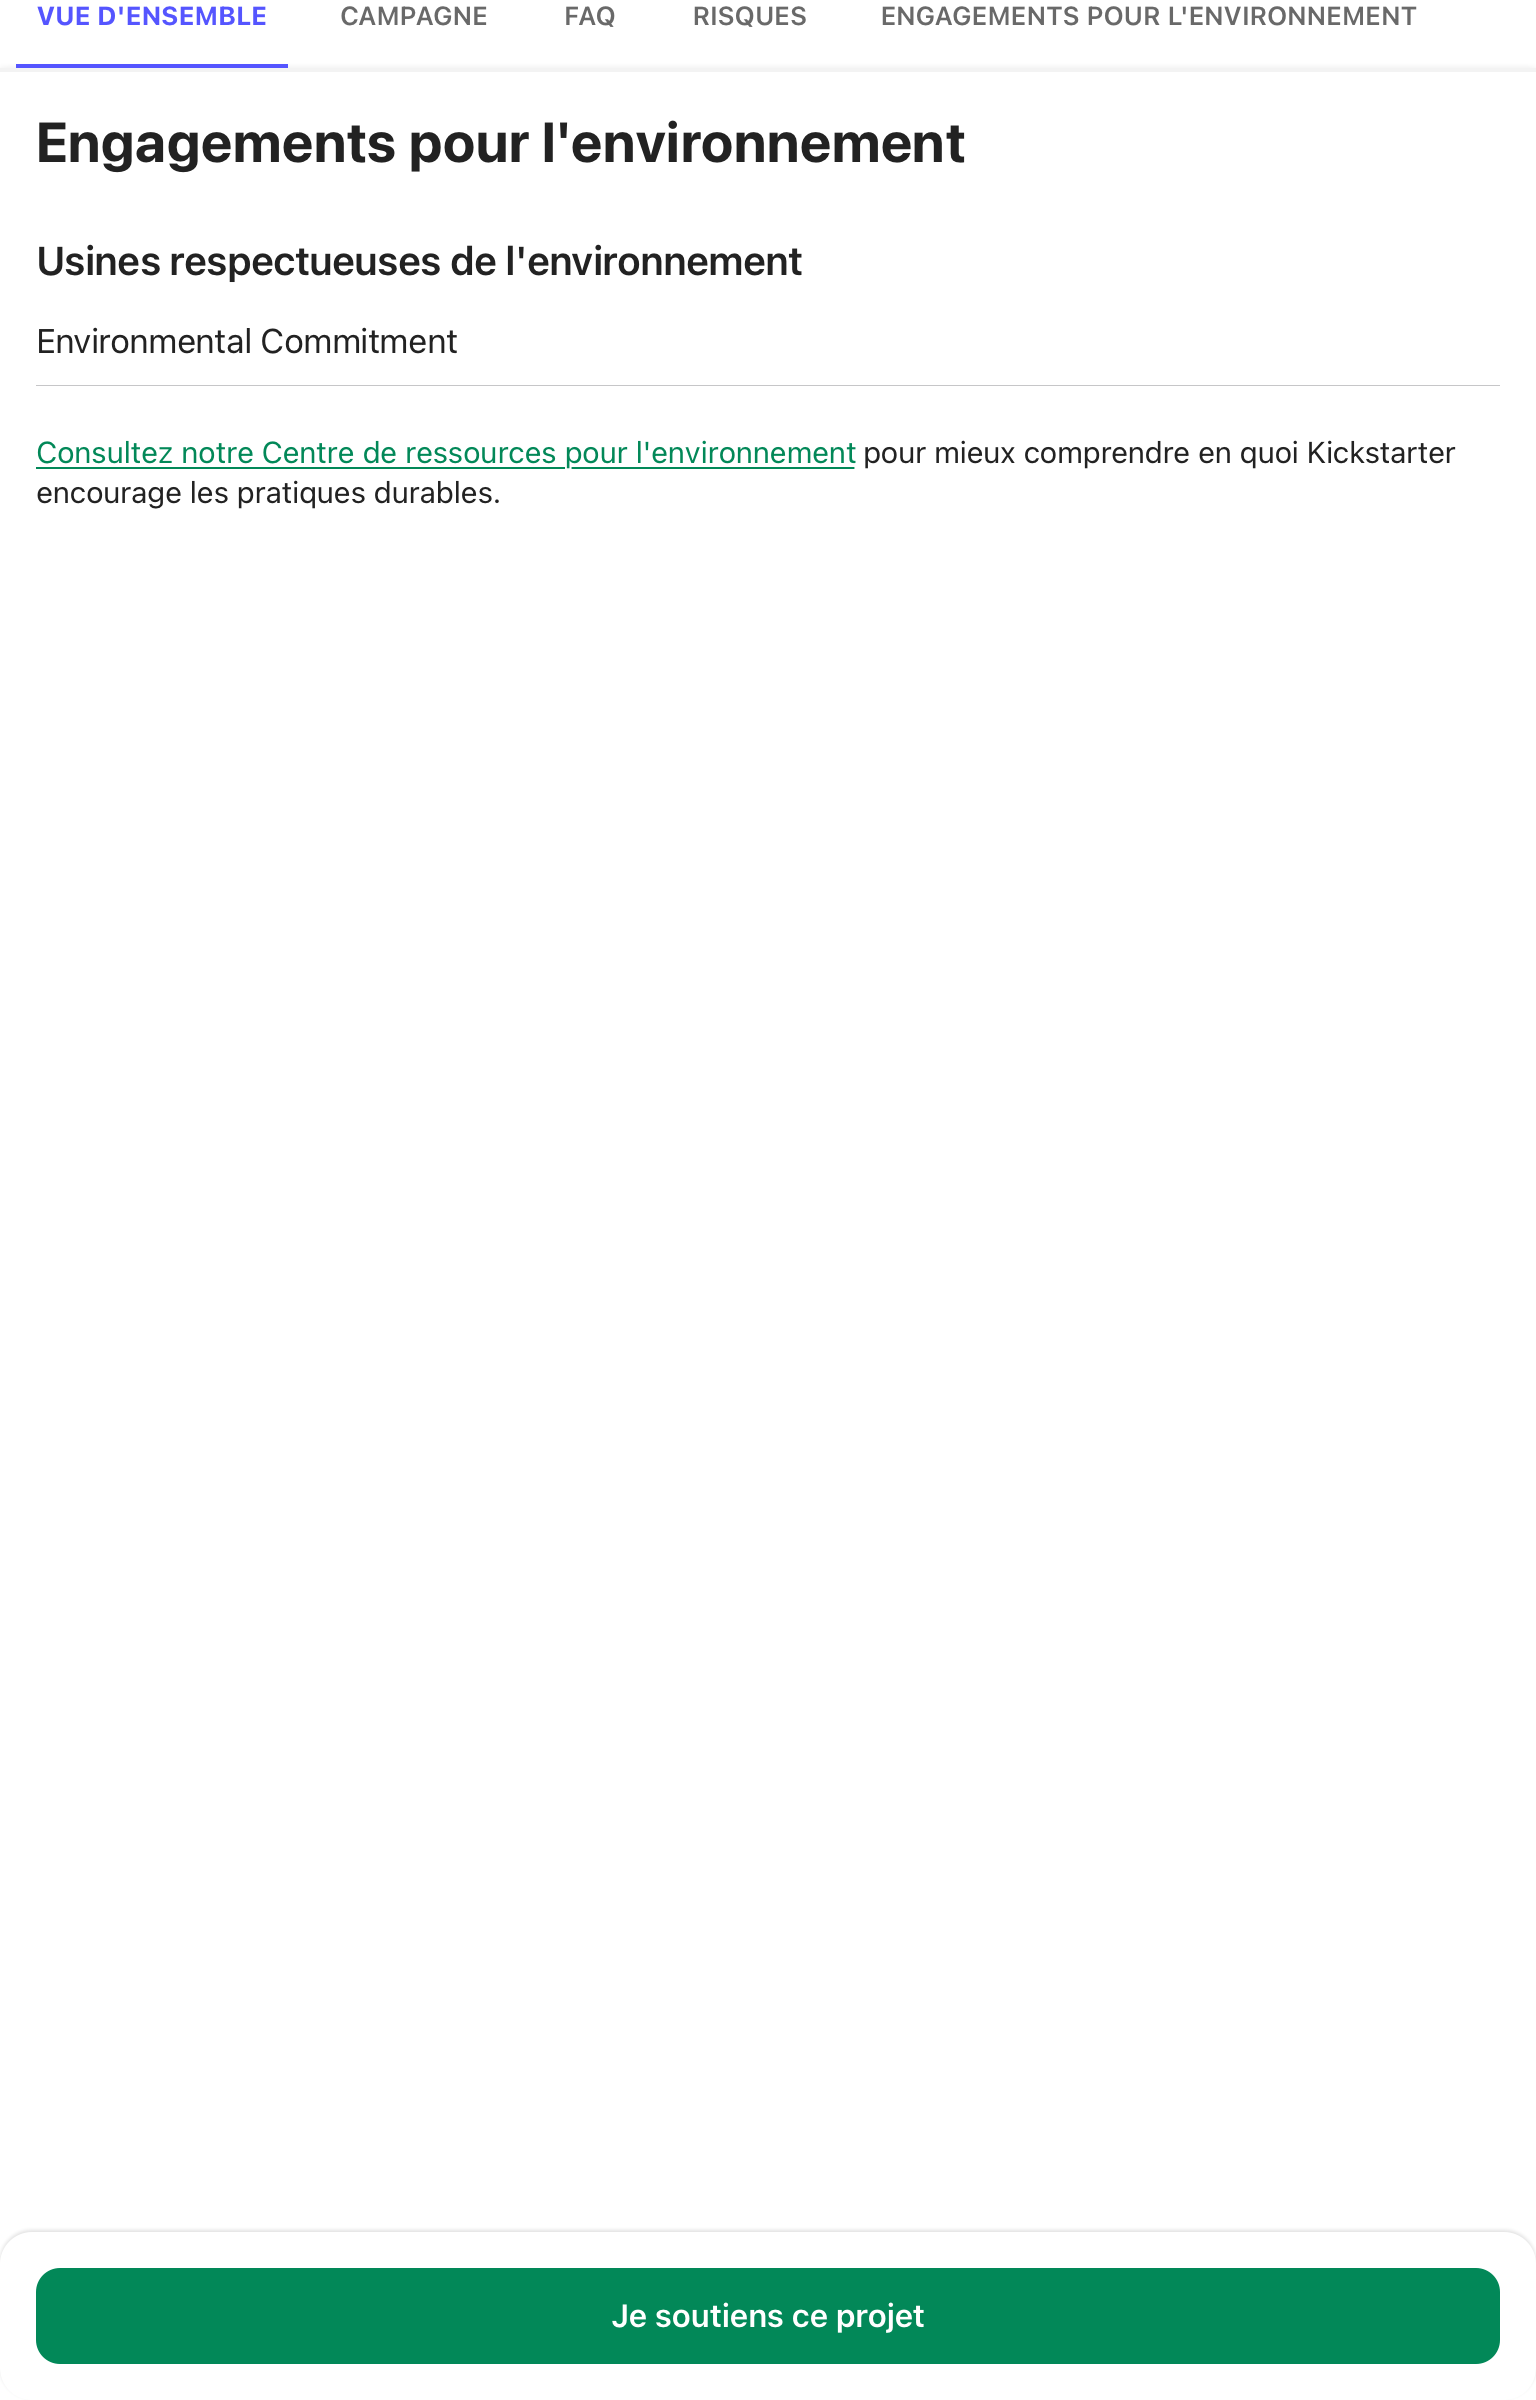 VUE D'ENSEMBLE CAMPAGNE FAQ RISQUES ENGAGEMENTS POUR L'ENVIRONNEMENT
Engagements pour l'environnement
Usines respectueuses de l'environnement
Environmental Commitment
Consultez notre Centre de ressources pour l'environnement pour mieux comprendre en quoi Kickstarter
encourage les pratiques durables.
Je soutiens ce projet